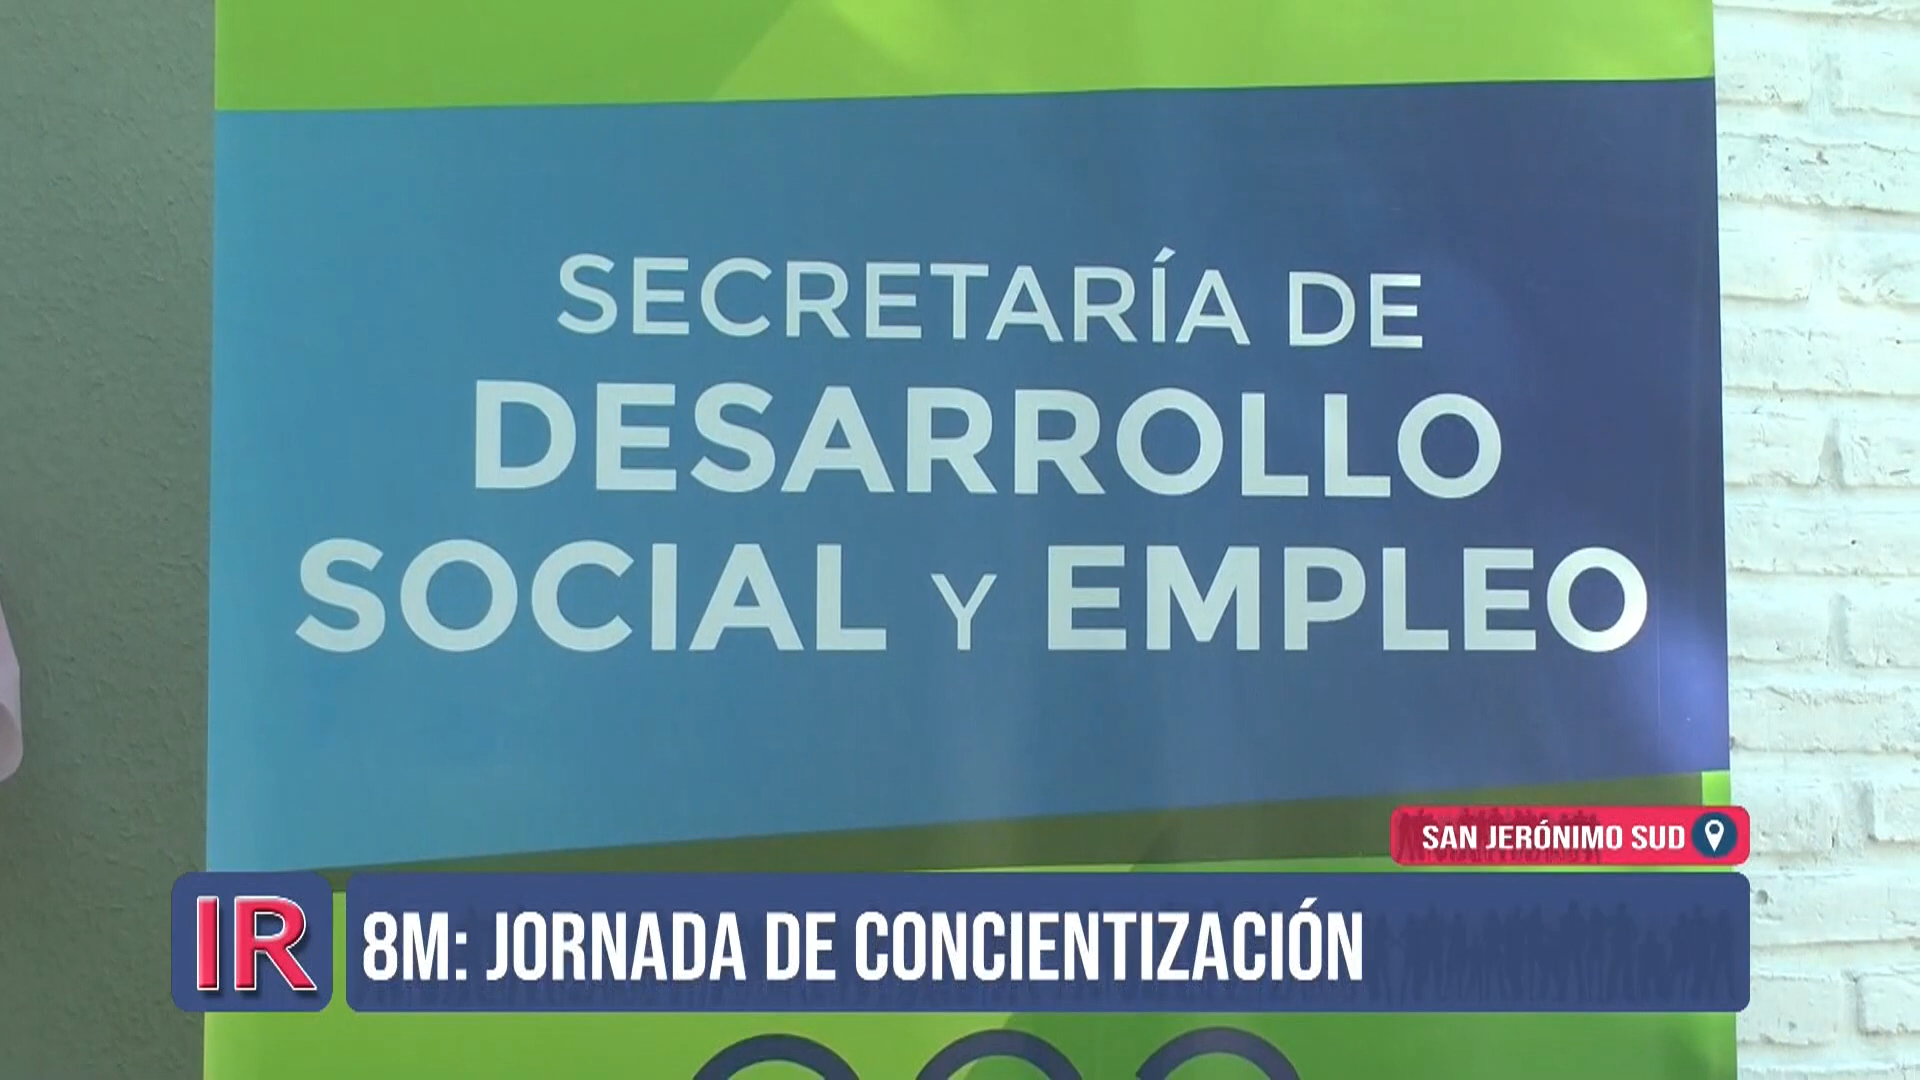 SECRETARÍA DE
DESARROLLO
SOCIAL Y EMPLEO
SAN JERÓNIMO SUD
IR
8M: JORNADA DE CONCIENTIZACIÓN